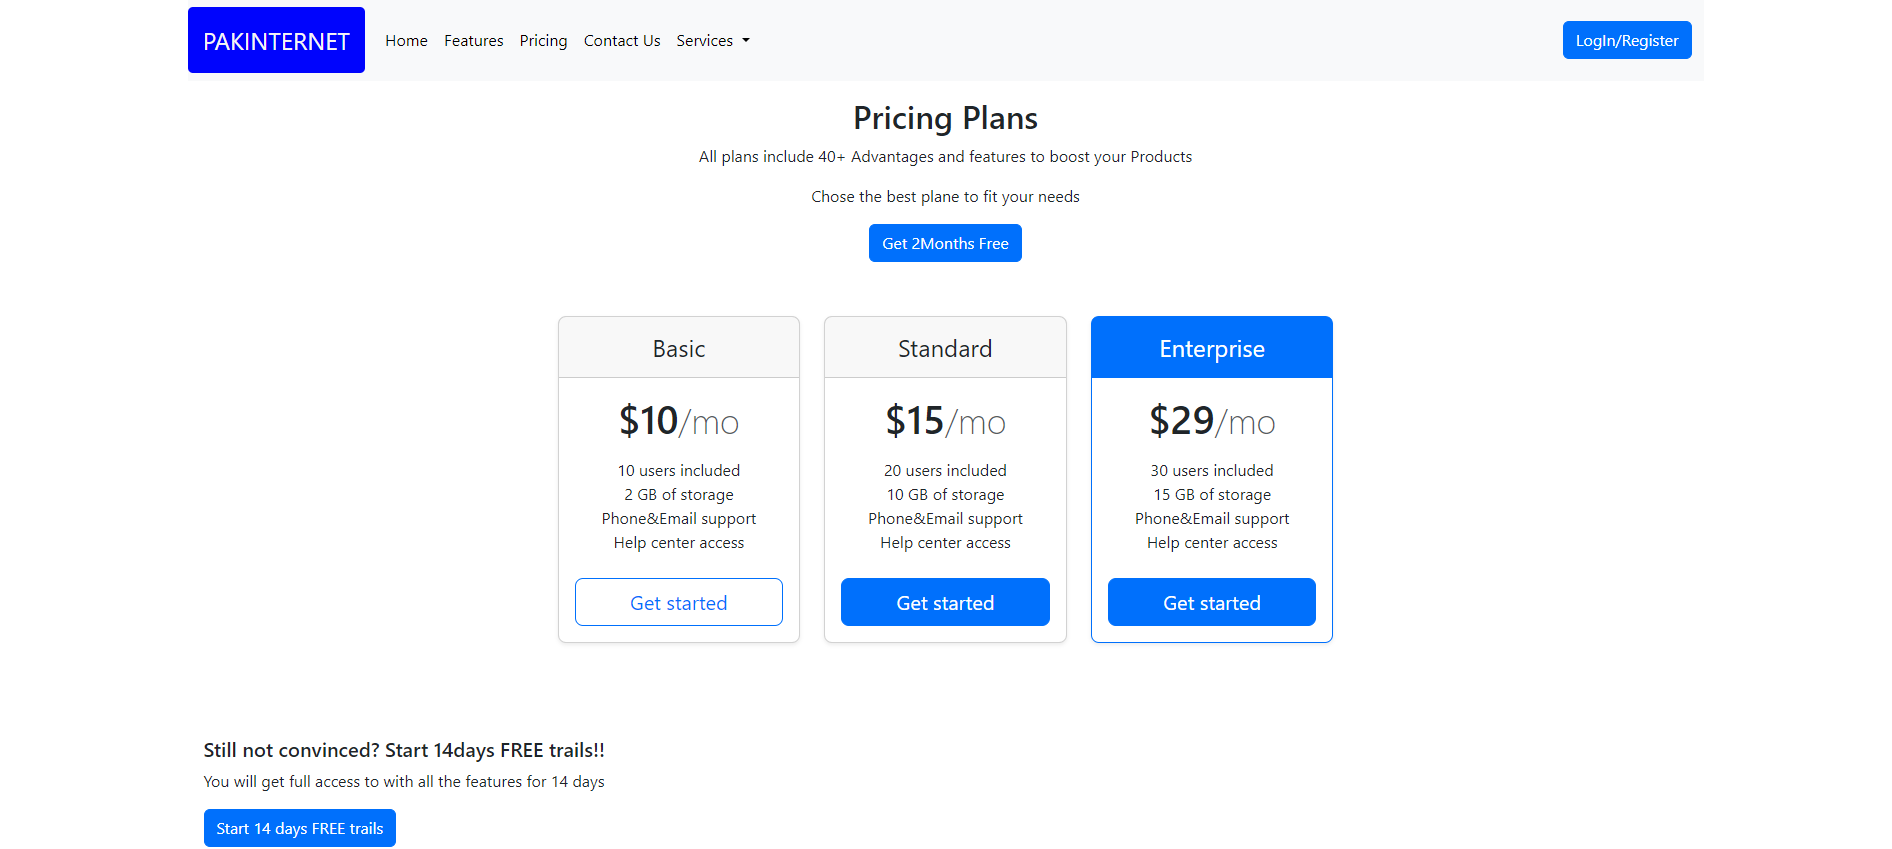 PAKINTERNET Home Features Pricing Contact Us Services LogIn/Register
Pricing Plans
All plans include 40+ Advantages and features to boost your Products
Chose the best plane to fit your needs
Get 2Months Free
Basic
$10/mo
10 users included
2 GB of storage
Phone&Email support
Help center access
Get started
Standard
$15/mo
20 users included
10 GB of storage
Phone&Email support
Help center access
Get started
Enterprise
$29/mo
30 users included
15 GB of storage
Phone&Email support
Help center access
Get started
Still not convinced? Start 14days FREE trails!!
You will get full access to with all the features for 14 days
Start 14 days FREE trails